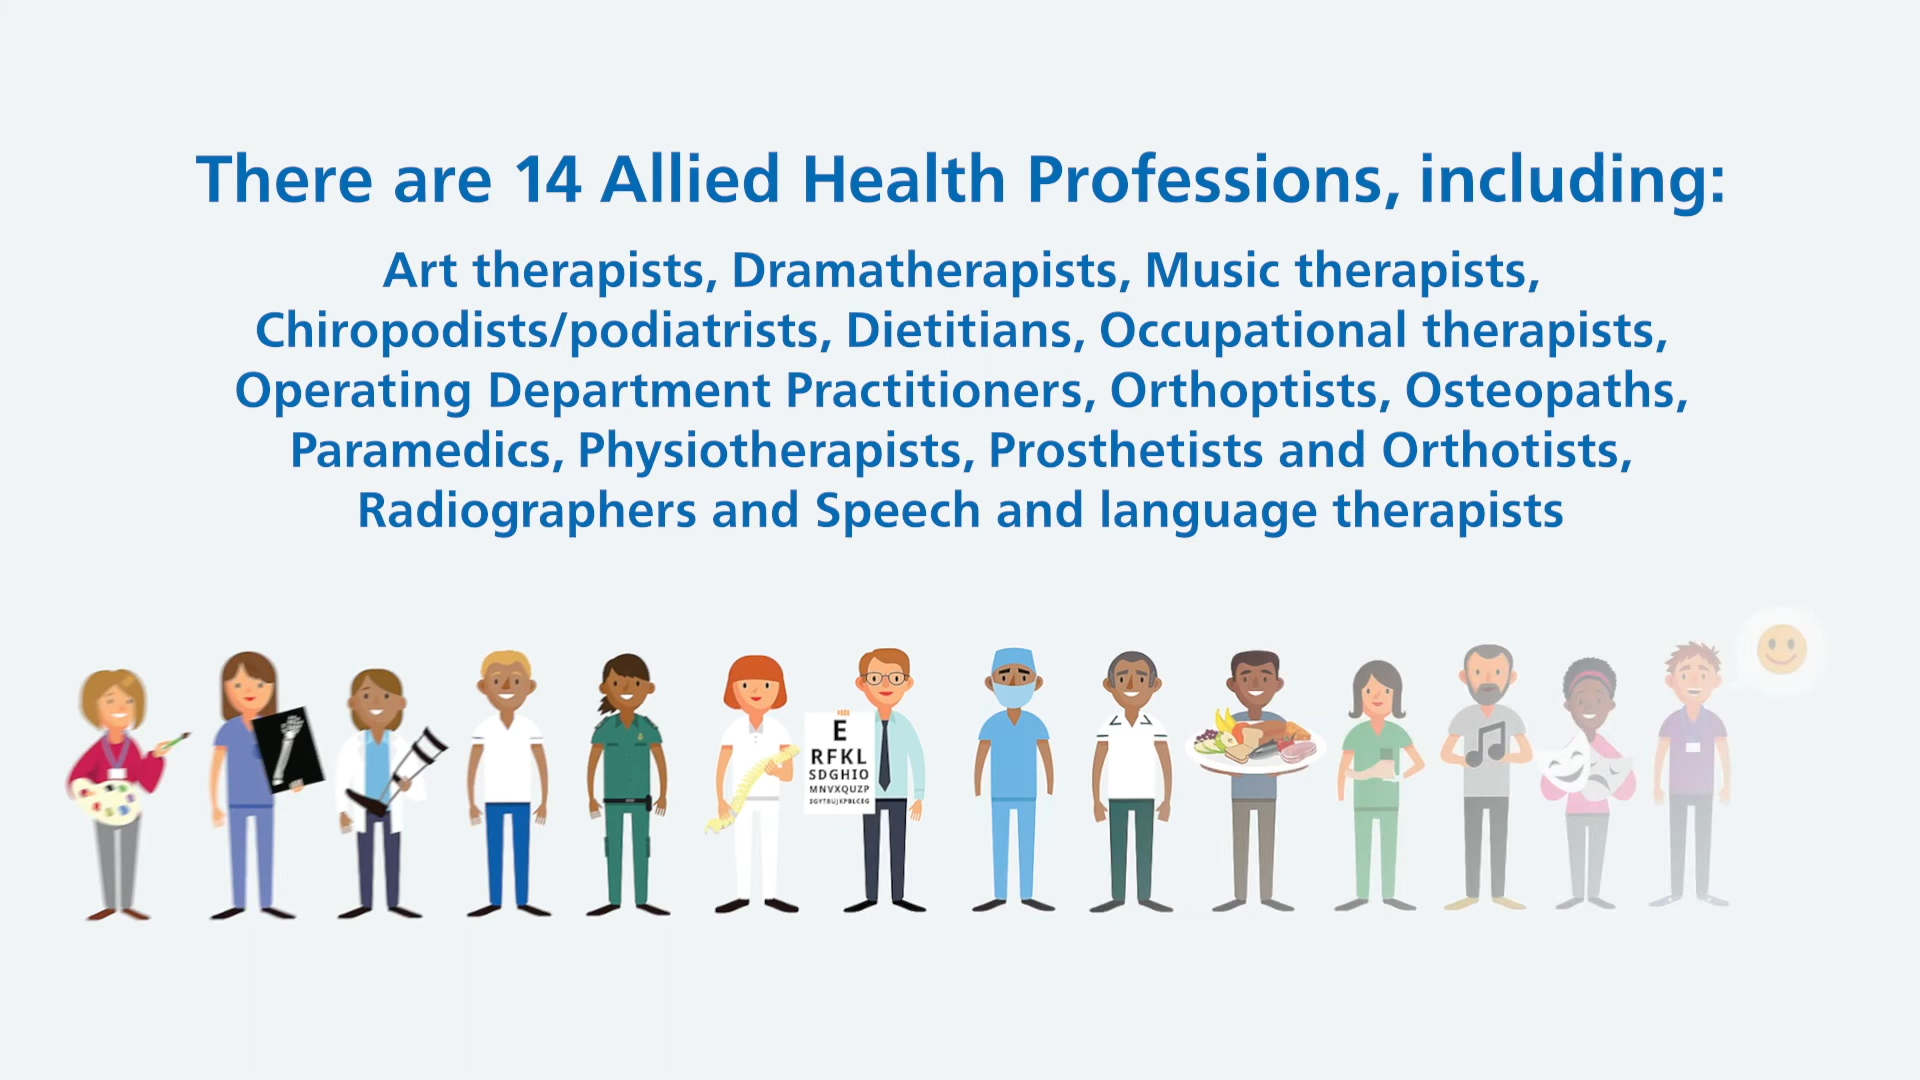 There are 14 Allied Health Professions, including:
Art therapists, Dramatherapists, Music therapists,
Chiropodists/podiatrists, Dietitians, Occupational therapists,
Operating Department Practitioners, Orthoptists, Osteopaths,
Paramedics, Physiotherapists, Prosthetists and Orthotists,
Radiographers and Speech and language therapists
E
RFKL
SDGHIO
MNVXQUZP